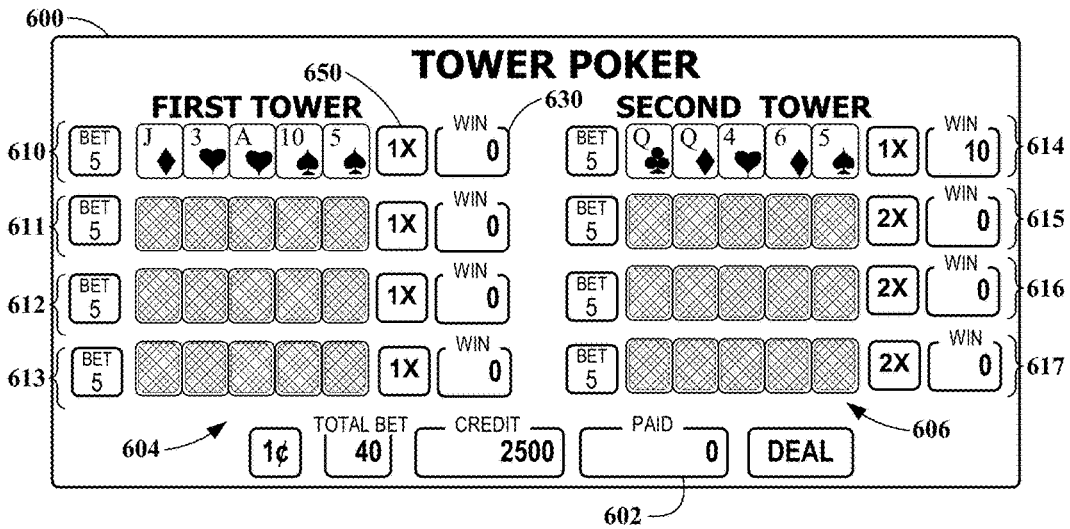 600
TOWER POKER
650
630
FIRST TOWER
SECOND TOWER
610
BET
5
J 3 A 10 5
1X
WIN
0
BET
5
Q Q 4 6 5
1X
WIN
10
614
611
BET
5
1X
WIN
0
BET
5
2X
WIN
0
615
612
BET
5
1X
WIN
0
BET
5
2X
WIN
0
616
613
BET
5
1X
WIN
0
BET
5
2X
WIN
0
617
604
606
1¢
TOTAL BET
40
CREDIT
2500
PAID
0
DEAL
602